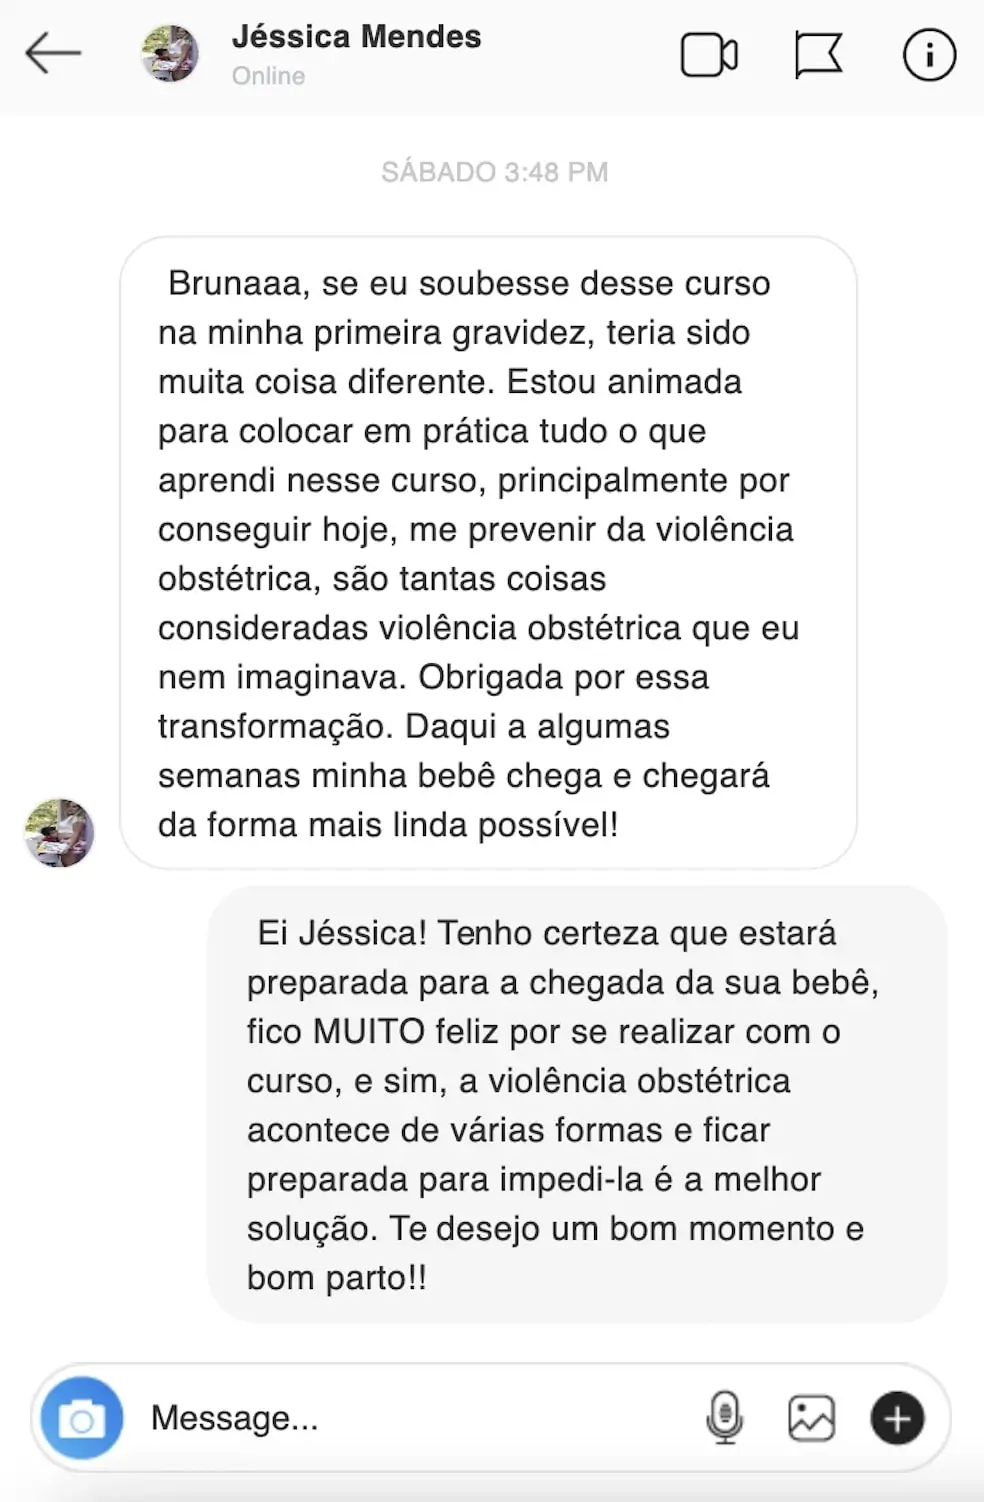 Jéssica Mendes
Online
SÁBADO 3:48 PM
Brunaaa, se eu soubesse desse curso
na minha primeira gravidez, teria sido
muita coisa diferente. Estou animada
para colocar em prática tudo o que
aprendi nesse curso, principalmente por
conseguir hoje, me prevenir da violência
obstétrica, são tantas coisas
consideradas violência obstétrica que eu
nem imaginava. Obrigada por essa
transformação. Daqui a algumas
semanas minha bebê chega e chegará
da forma mais linda possível!
Ei Jéssica! Tenho certeza que estará
preparada para a chegada da sua bebê,
fico MUITO feliz por se realizar com o
curso, e sim, a violência obstétrica
acontece de várias formas e ficar
preparada para impedi-la é a melhor
solução. Te desejo um bom momento e
bom parto!!
Message...